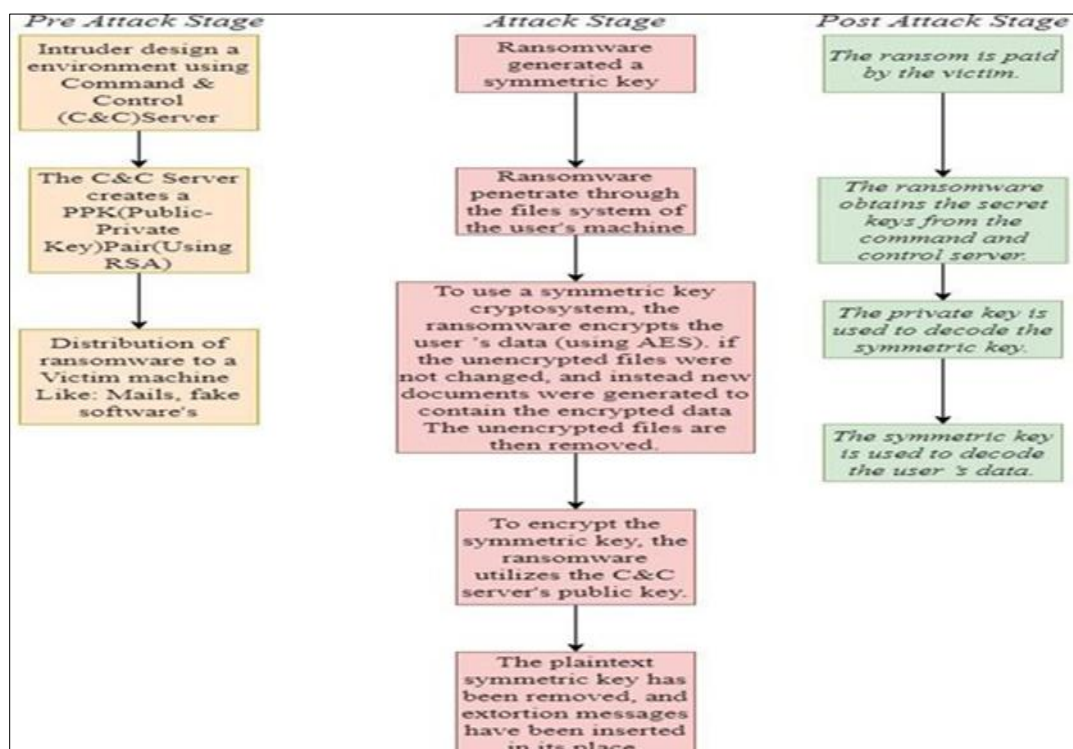 Pre Attack Stage
Intruder design a
environment using
Command &
Control
(C&C)Server
The C&C Server
creates a
PPK(Public-
Private
Key)Pair(Using
RSA)
Distribution of
ransomware to a
Victim machine
Like: Mails, fake
software's
Attack Stage
Ransomware
generated a
symmetric key
Ransomware
penetrate through
the files system of
the user's machine
To use a symmetric key
cryptosystem, the
ransomware encrypts the
user 's data (using AES). if
the unencrypted files were
not changed, and instead new
documents were generated to
contain the encrypted data
The unencrypted files are
then removed.
To encrypt the
symmetric key, the
ransomware
utilizes the C&C
server's public key.
The plaintext
symmetric key has
been removed, and
extortion messages
have been inserted
in its place
Post Attack Stage
The ransom is paid
by the victim.
The ransomware
obtains the secret
keys from the
command and
control server.
The private key is
used to decode the
symmetric key.
The symmetric key
is used to decode
the user 's data.